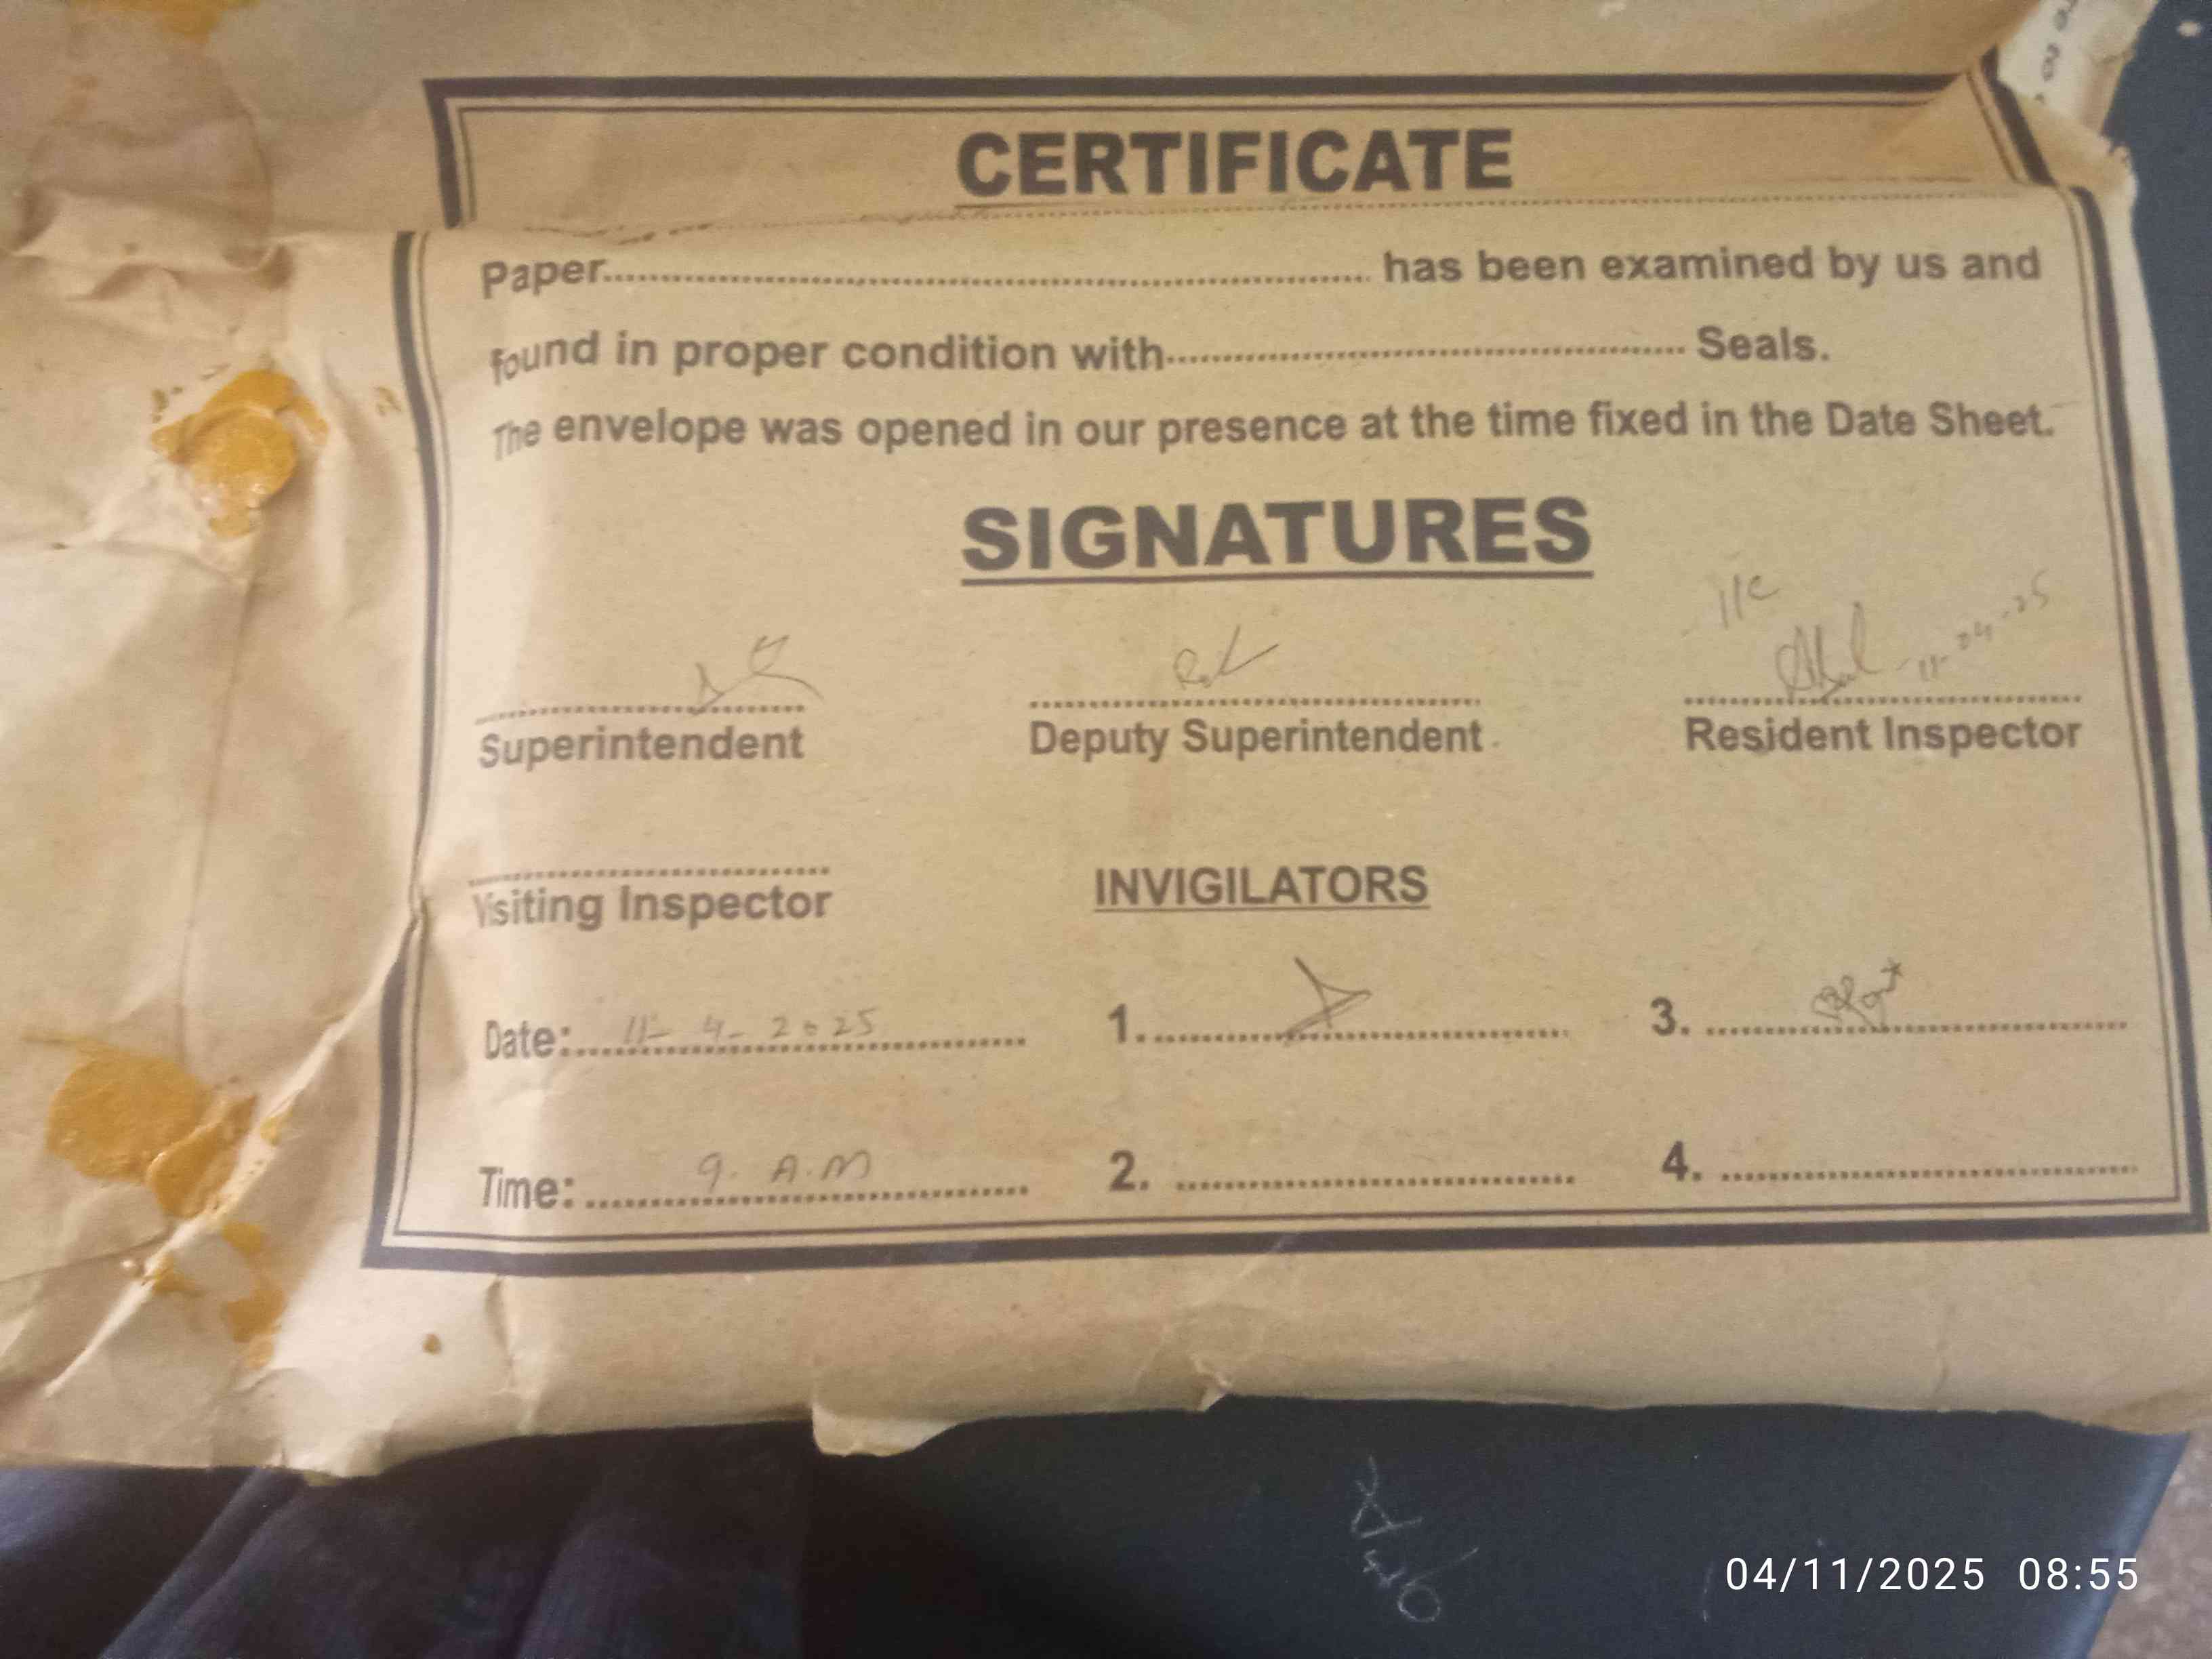 CERTIFICATE
Paper.................................................... has been examined by us and
found in proper condition with................................... Seals.
The envelope was opened in our presence at the time fixed in the Date Sheet.
SIGNATURES
11-04-25
Superintendent Deputy Superintendent Resident Inspector
Visiting Inspector INVIGILATORS
Date: 11-4-2025 1. 3.
Time: 9. A.M 2. 4.
04/11/2025 08:55